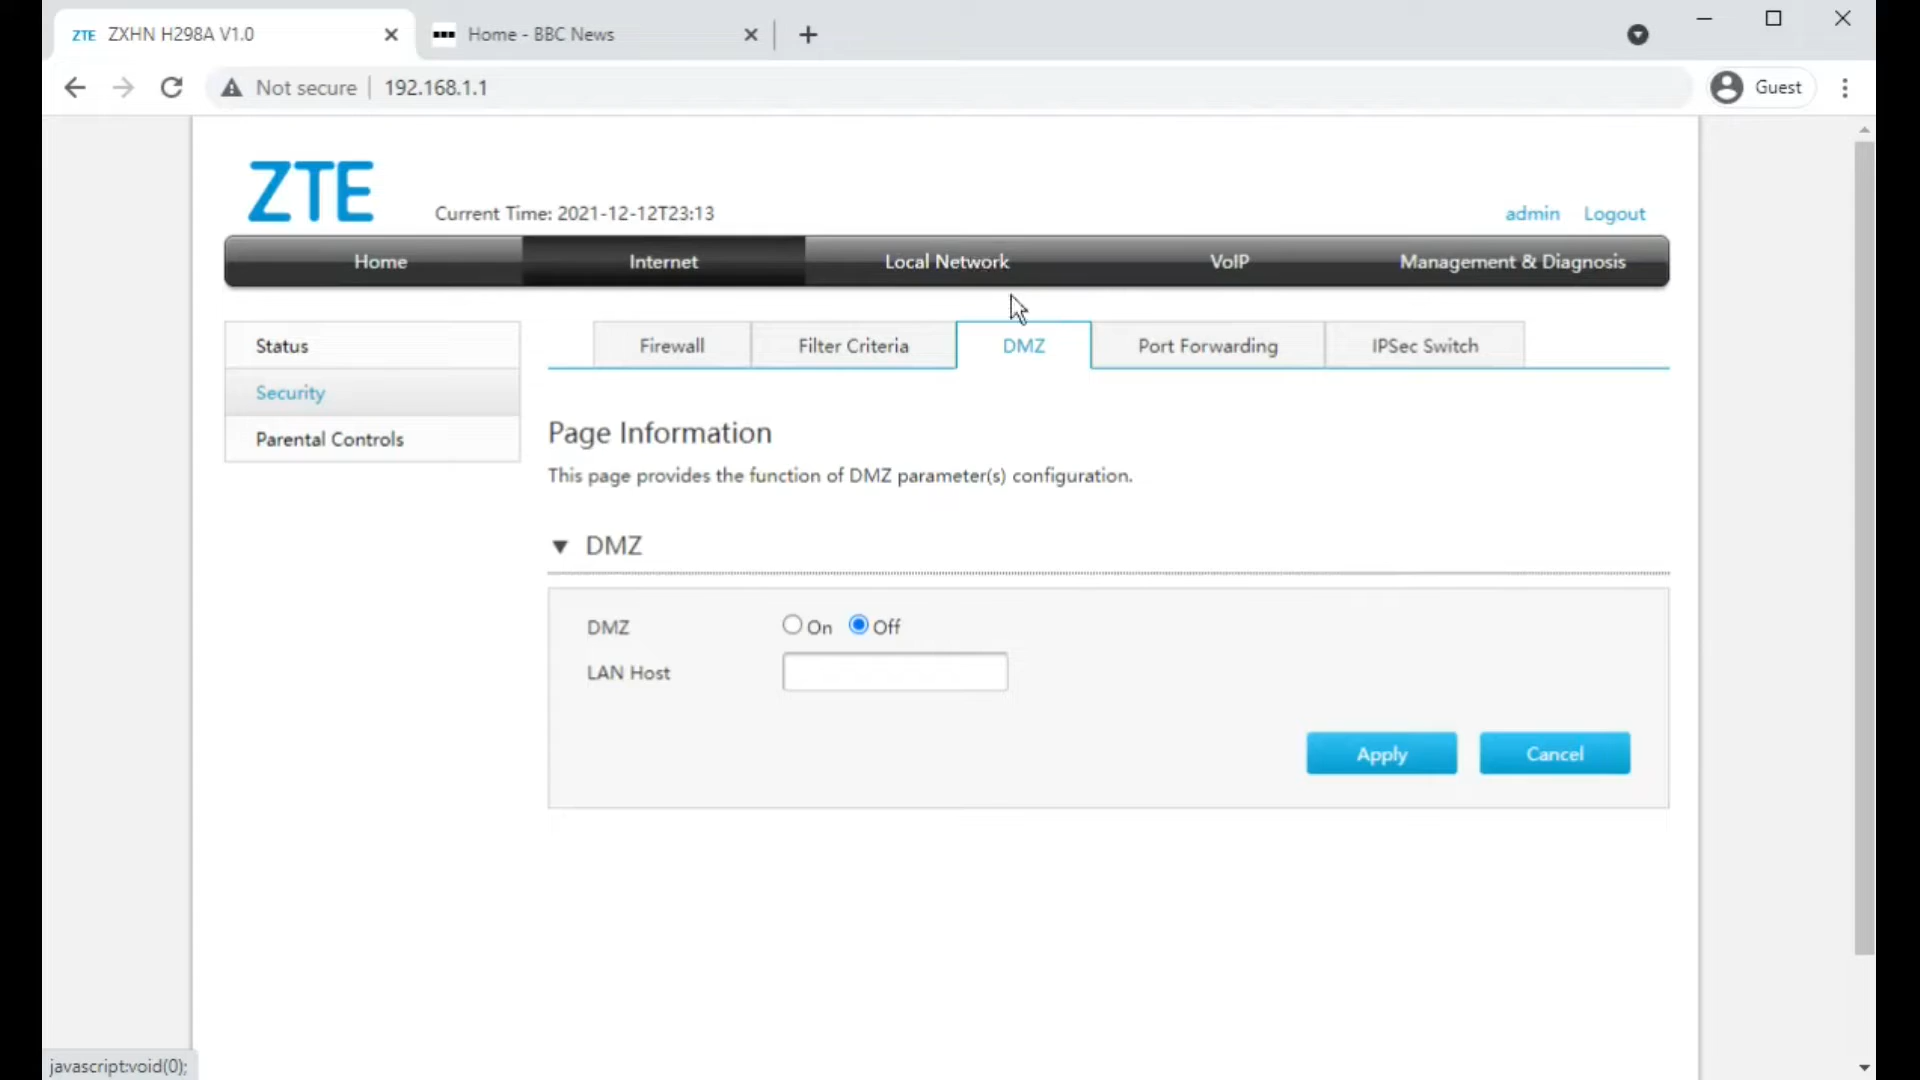 ZTE ZXHN H298A V1.0
Home - BBC News
Not secure 192.168.1.1
Guest
ZTE
Current Time: 2021-12-12T23:13
admin Logout
Home Internet Local Network VoIP Management & Diagnosis
Status
Security
Parental Controls
Firewall Filter Criteria DMZ Port Forwarding IPSec Switch
Page Information
This page provides the function of DMZ parameter(s) configuration.
DMZ
DMZ On Off
LAN Host
Apply Cancel
javascript:void(0);